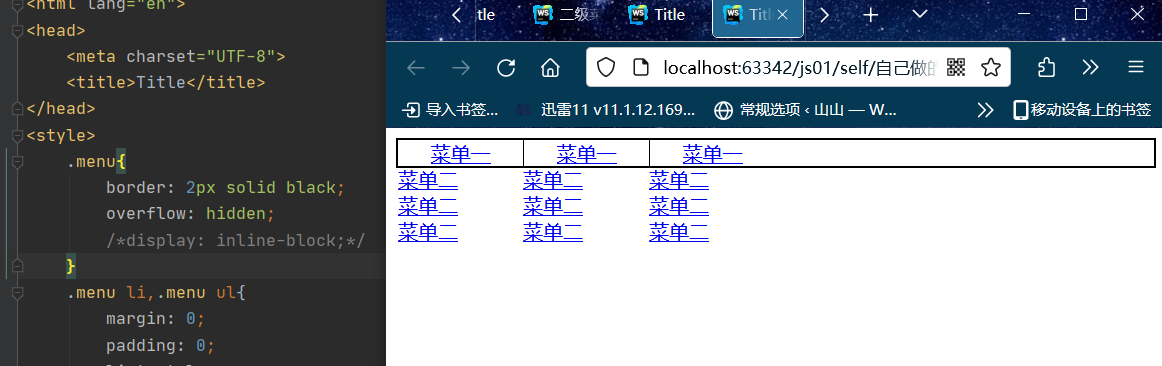 <html lang="en">
<head>
<meta charset="UTF-8">
<title>Title</title>
</head>
<style>
.menu{
border: 2px solid black;
overflow: hidden;
/*display: inline-block;*/
}
.menu li,.menu ul{
margin: 0;
padding: 0;
itle
二级
Title
Titl
localhost:63342/js01/self/自己做的
导入书签...
迅雷11 v11.1.12.169...
常规选项 ‹ 山山 — W...
移动设备上的书签
菜单一 菜单一 菜单一
菜单二 菜单二 菜单二
菜单二 菜单二 菜单二
菜单二 菜单二 菜单二